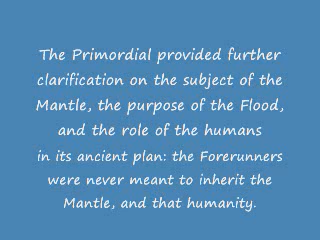 The Primordial provided further
clarification on the subject of the
Mantle, the purpose of the Flood,
and the role of the humans
in its ancient plan: the Forerunners
were never meant to inherit the
Mantle, and that humanity.